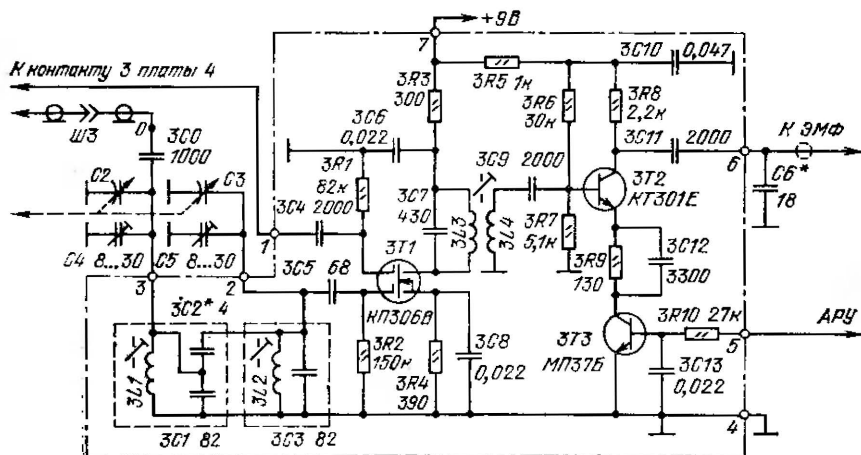 +9В
7
К контакту 3 платы 4
3R5 1к
3С10 0,047
3R3
300
3R6
30к
3R8
2,2к
Ш3
0
3С6
0,022
3С11 2000
К ЭМФ
3С0
1000
3R1
82к
3С9
2000
6
С6*
18
С2
С3
3Т2
КТ301Е
3С4
2000
3С7
430
3L3
3L4
3R7
5,1к
1
С4 8...30
С5 8...30
3Т1
3С12
3300
3R9
130
3
2
3С5
68
КП306В
3R10 27к
АРУ
3С2* 4
3Т3
МП37Б
5
3С8
0,022
3R2
150к
3С13
0,022
3L1
3L2
3R4
390
4
3С1 82
3С3 82